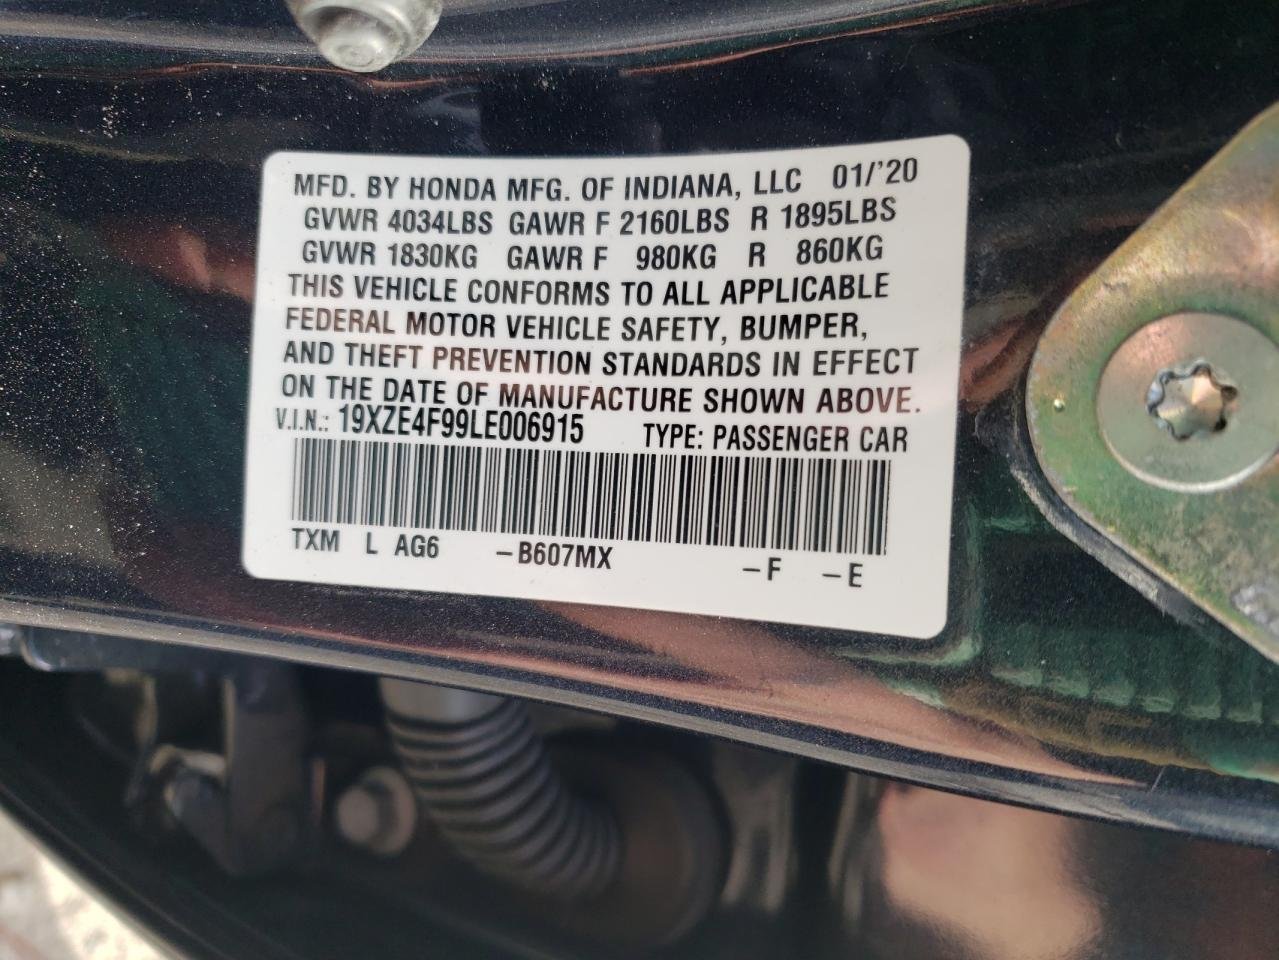 MFD. BY HONDA MFG. OF INDIANA, LLC 01/'20
GVWR 4034LBS GAWR F 2160LBS R 1895LBS
GVWR 1830KG GAWR F 980KG R 860KG
THIS VEHICLE CONFORMS TO ALL APPLICABLE
FEDERAL MOTOR VEHICLE SAFETY, BUMPER,
AND THEFT PREVENTION STANDARDS IN EFFECT
ON THE DATE OF MANUFACTURE SHOWN ABOVE.
V.I.N.: 19XZE4F99LE006915 TYPE: PASSENGER CAR
TXM L AG6 -B607MX -F -E